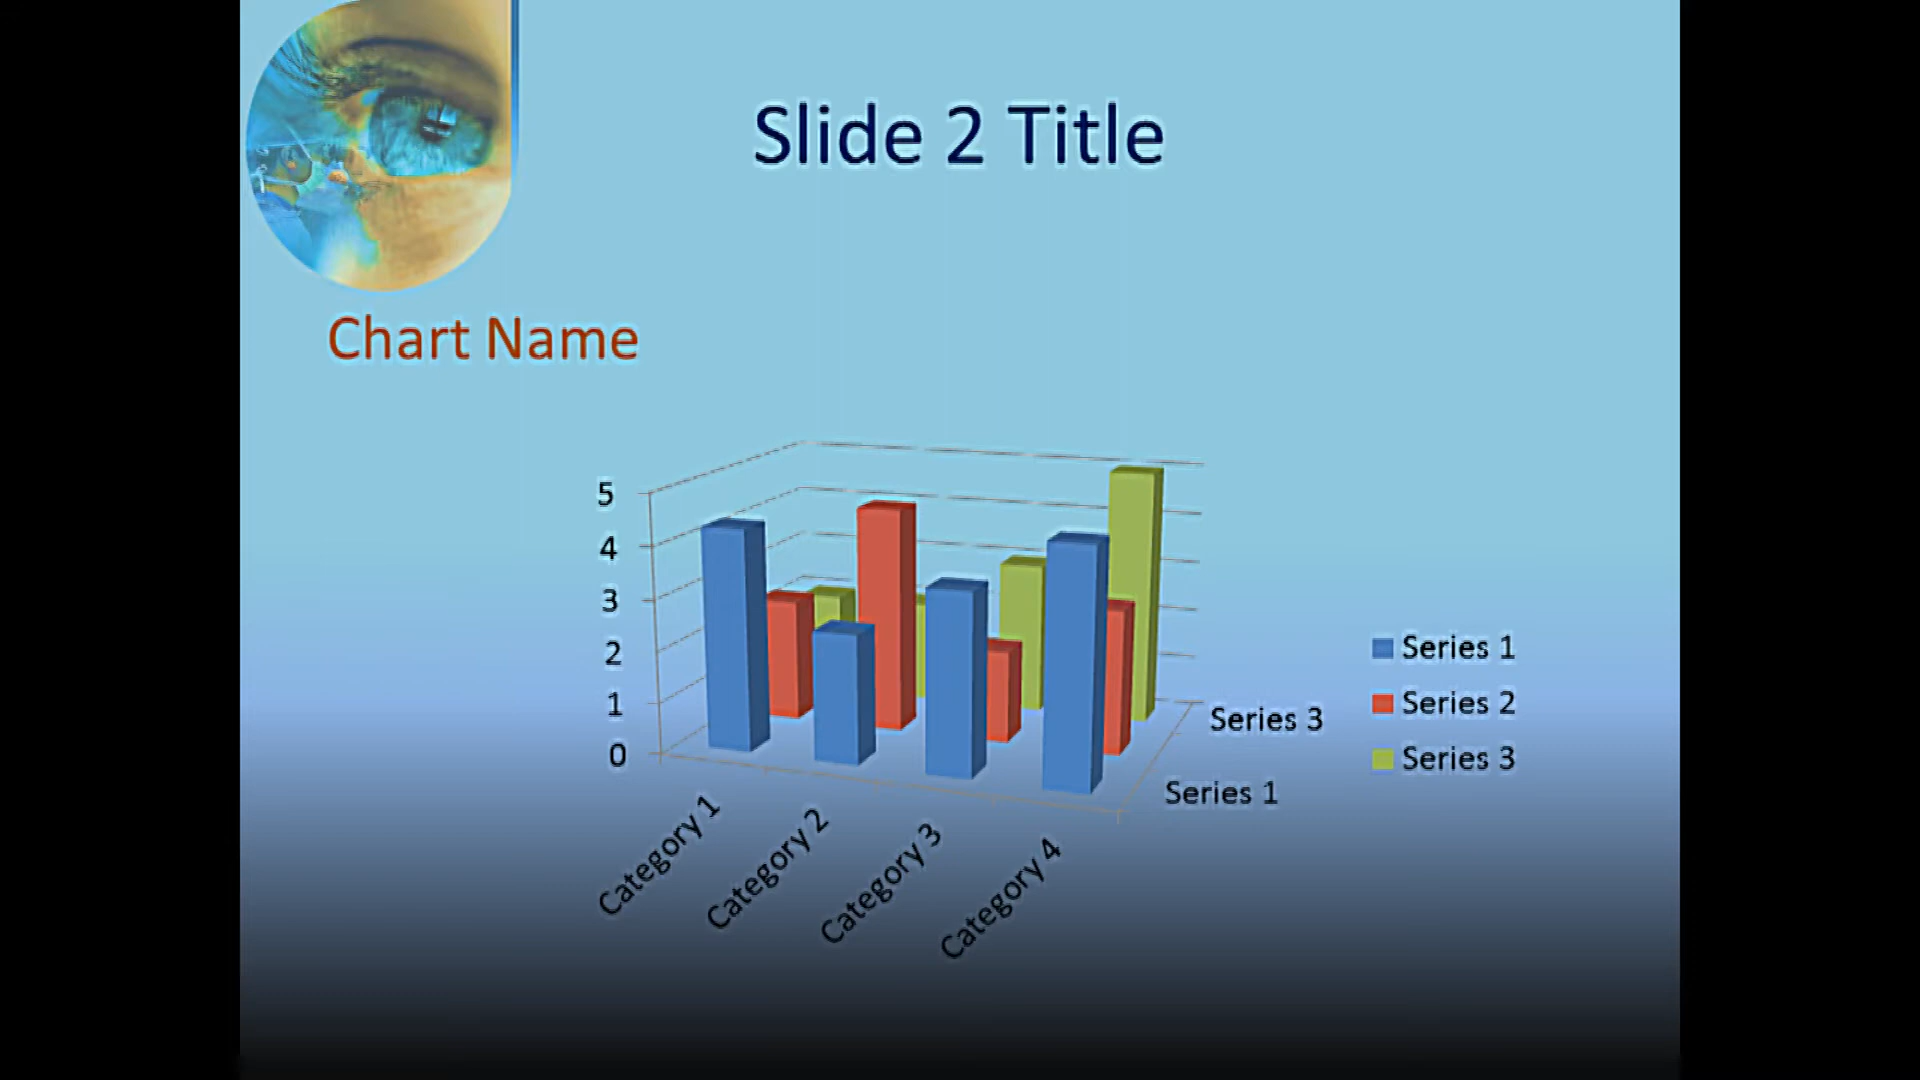 Slide 2 Title
Chart Name
5
4
3
2
1
0
Category 1
Category 2
Category 3
Category 4
Series 3
Series 1
Series 1
Series 2
Series 3